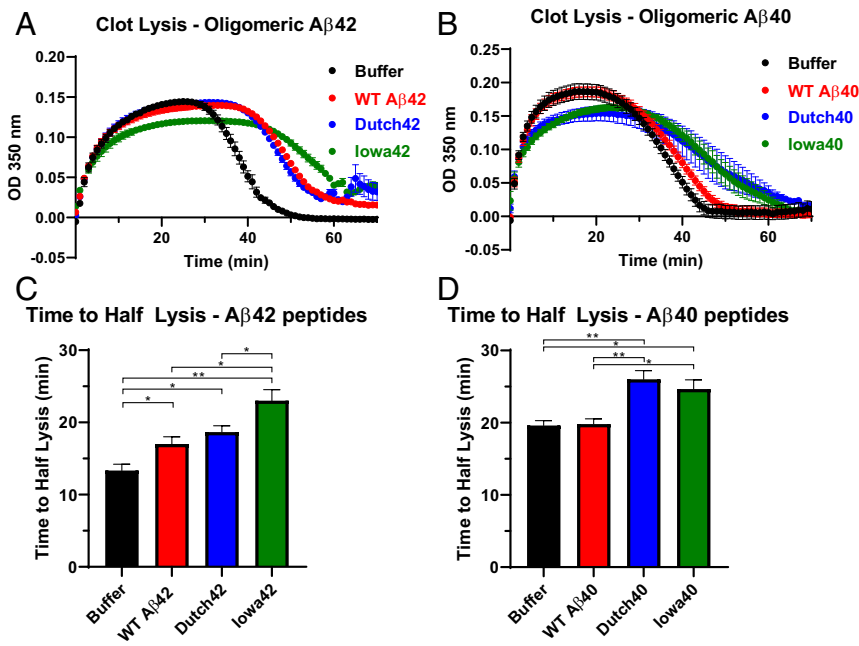 A
Clot Lysis - Oligomeric Aβ42
0.20
0.15
0.10
0.05
0.00
-0.05
OD 350 nm
20
40
60
Time (min)
Buffer
WT Aβ42
Dutch42
Iowa42
B
Clot Lysis - Oligomeric Aβ40
0.25
0.20
0.15
0.10
0.05
0.00
-0.05
OD 350 nm
20
40
60
Time (min)
Buffer
WT Aβ40
Dutch40
Iowa40
C
Time to Half Lysis - Aβ42 peptides
30
20
10
0
Time to Half Lysis (min)
*
*
**
*
*
Buffer
WT Aβ42
Dutch42
Iowa42
D
Time to Half Lysis - Aβ40 peptides
30
20
10
0
Time to Half Lysis (min)
**
*
**
*
Buffer
WT Aβ40
Dutch40
Iowa40